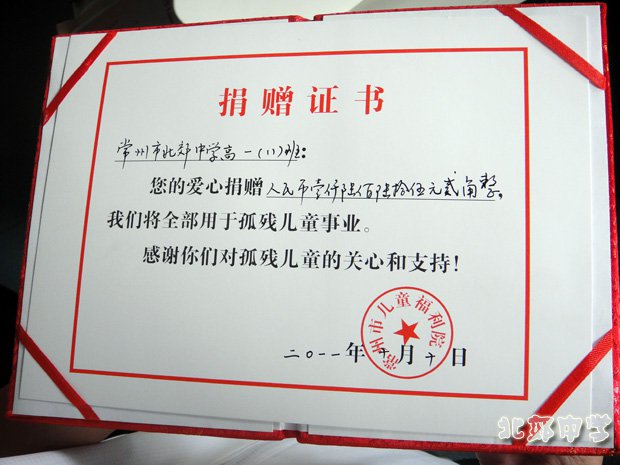 捐赠证书
常州市北郊中学高一(11)班:
您的爱心捐赠人民币壹仟陆佰陆拾伍元贰角整,
我们将全部用于孤残儿童事业。
感谢你们对孤残儿童的关心和支持!
常州市儿童福利院
二〇一一年十月十日
北郊中学